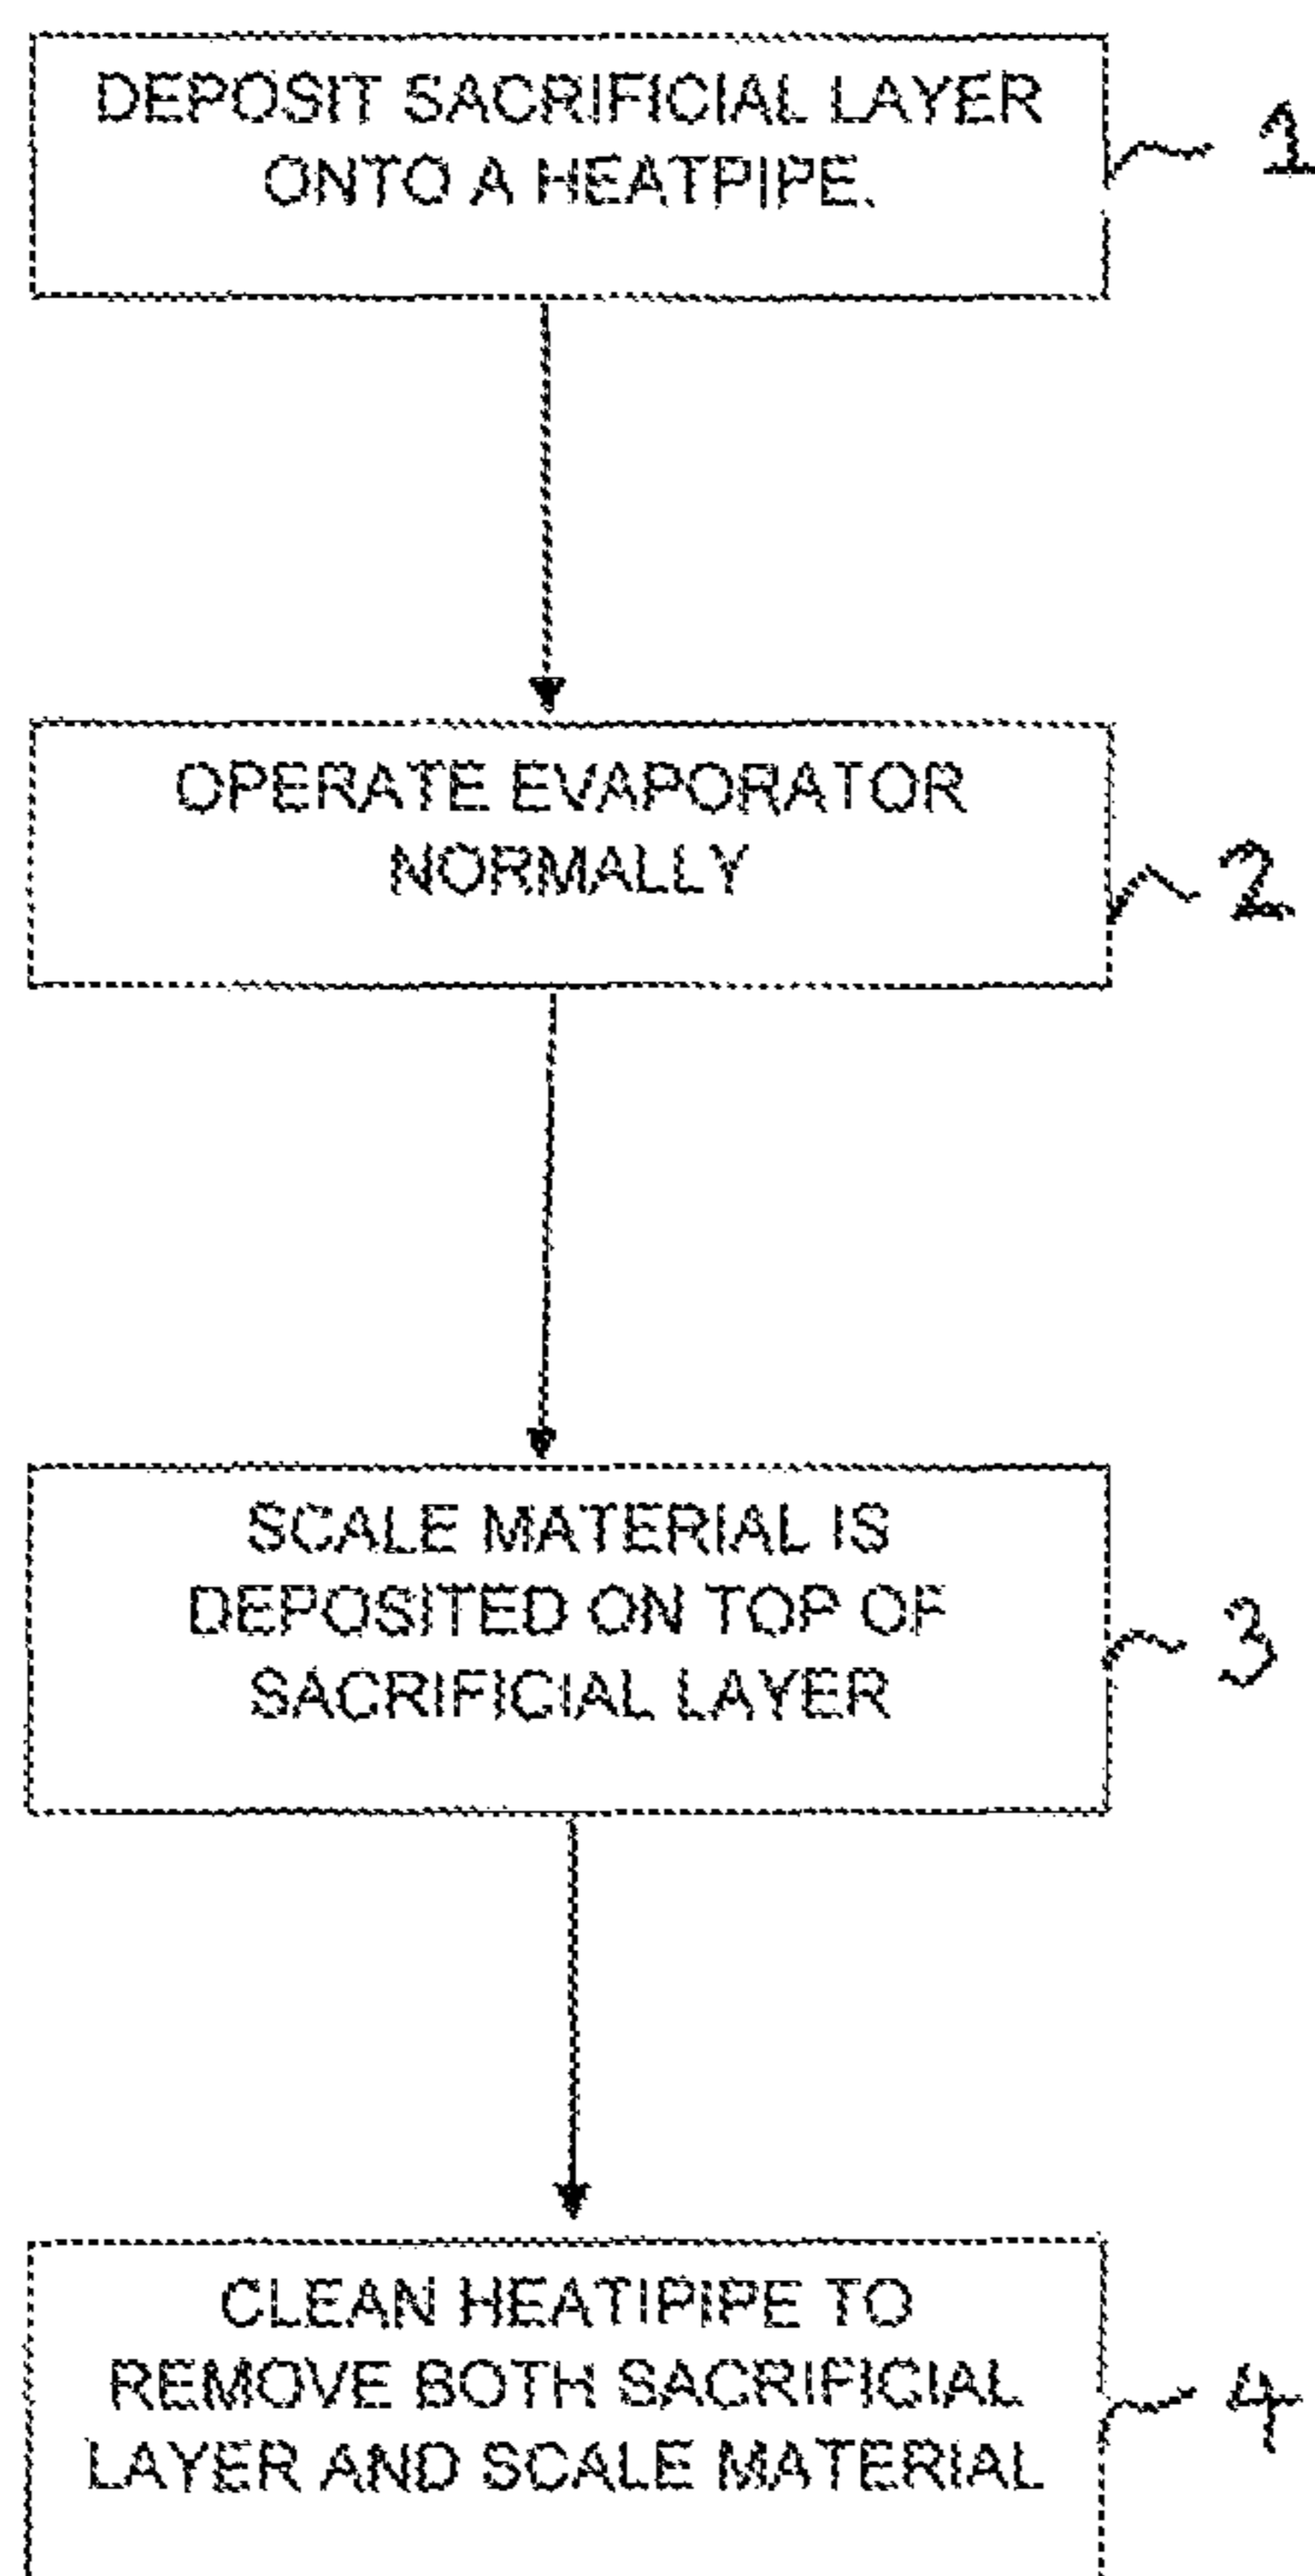 DEPOSIT SACRIFICIAL LAYER
ONTO A HEATPIPE.
1
OPERATE EVAPORATOR
NORMALLY
2
SCALE MATERIAL IS
DEPOSITED ON TOP OF
SACRIFICIAL LAYER
3
CLEAN HEATIPIPE TO
REMOVE BOTH SACRIFICIAL
LAYER AND SCALE MATERIAL
4